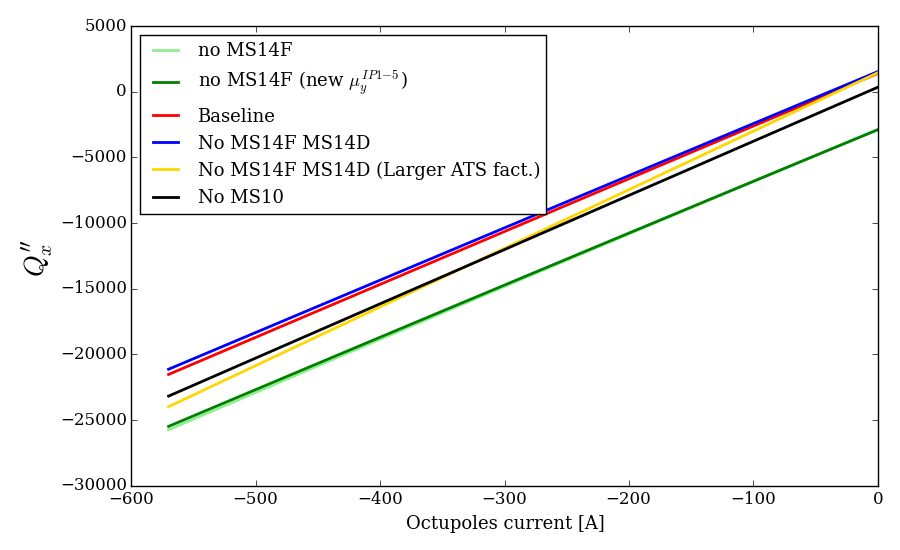 5000
0
−5000
−10000
−15000
−20000
−25000
−30000
Q''x
no MS14F
no MS14F (new μ_y^{IP1−5})
Baseline
No MS14F MS14D
No MS14F MS14D (Larger ATS fact.)
No MS10
−600 −500 −400 −300 −200 −100 0
Octupoles current [A]